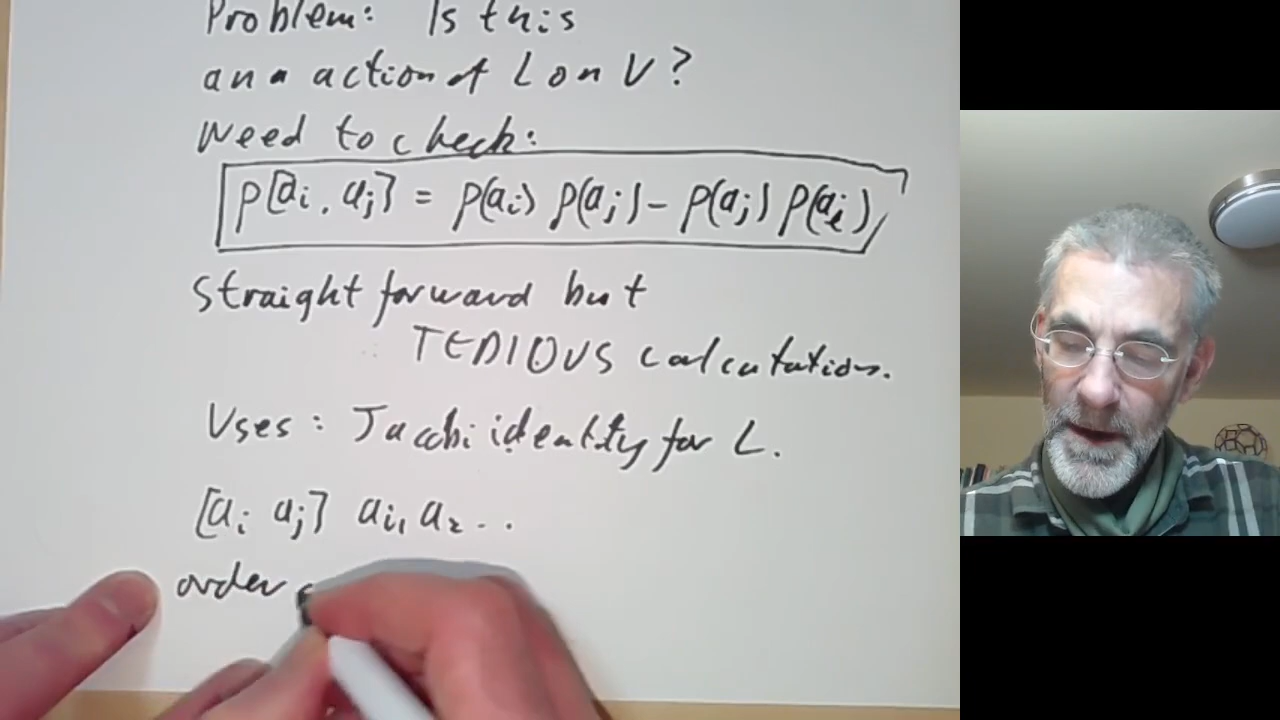 Problem: Is this
an action of L on V?
Need to check:
ρ[ai, aj] = ρ(ai) ρ(aj) - ρ(aj) ρ(ai)
Straightforward but
TEDIOUS calculation.
Uses: Jacobi identity for L.
[ai aj] ai1 a2 ..
order